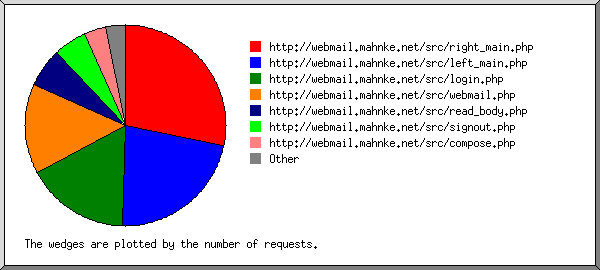 http://webmail.mahnke.net/src/right_main.php
http://webmail.mahnke.net/src/left_main.php
http://webmail.mahnke.net/src/login.php
http://webmail.mahnke.net/src/webmail.php
http://webmail.mahnke.net/src/read_body.php
http://webmail.mahnke.net/src/signout.php
http://webmail.mahnke.net/src/compose.php
Other
The wedges are plotted by the number of requests.